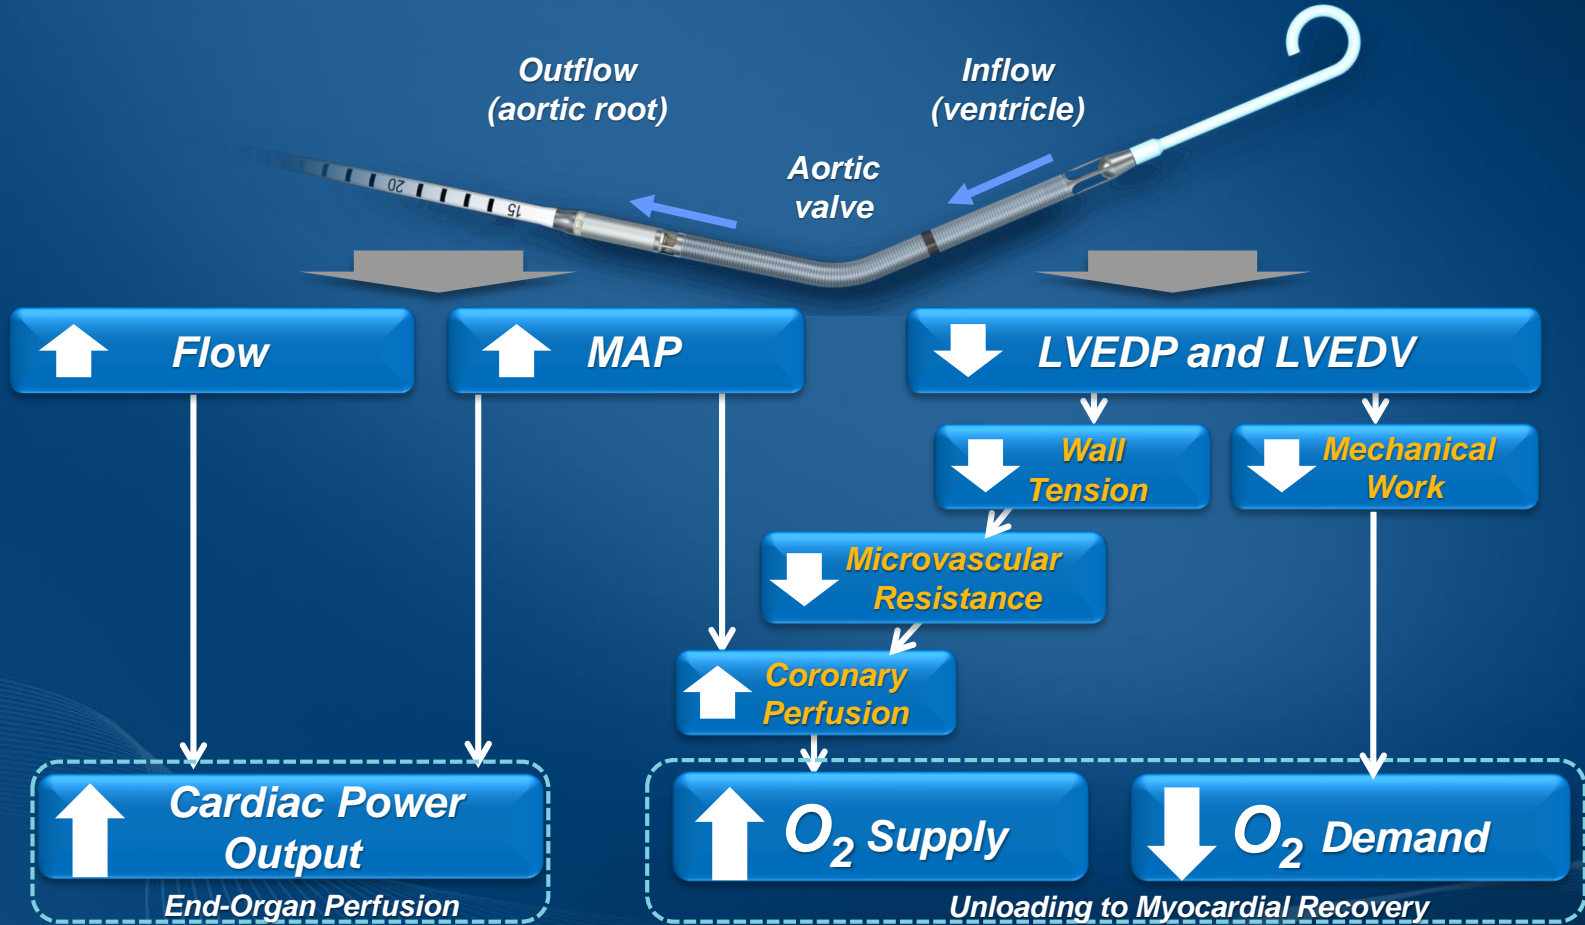 Outflow
(aortic root)
Inflow
(ventricle)
Aortic
valve
20
15
Flow
MAP
LVEDP and LVEDV
Wall
Tension
Mechanical
Work
Microvascular
Resistance
Coronary
Perfusion
Cardiac Power
Output
O2 Supply
O2 Demand
End-Organ Perfusion
Unloading to Myocardial Recovery